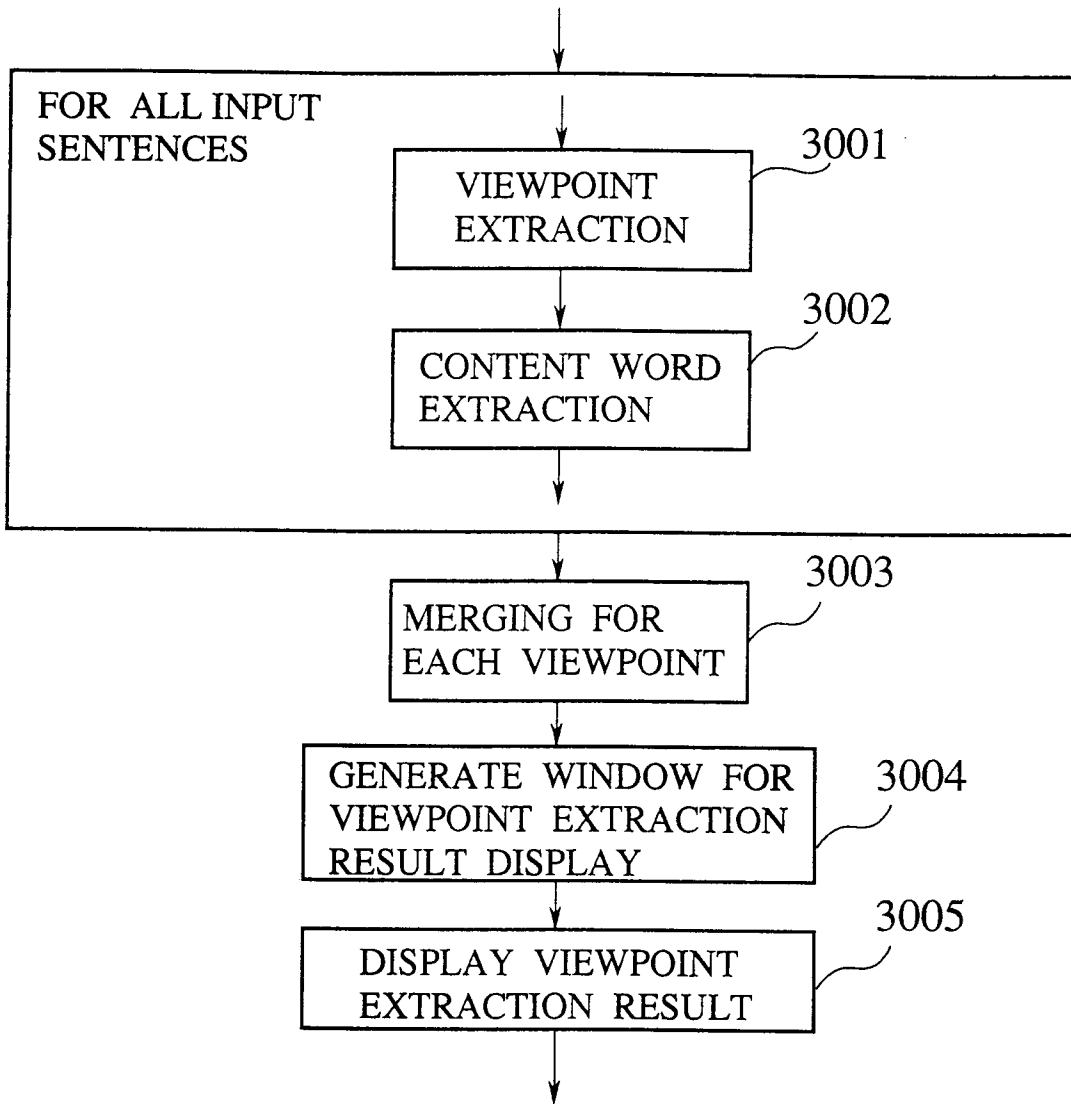 FOR ALL INPUT
SENTENCES
3001
VIEWPOINT
EXTRACTION
3002
CONTENT WORD
EXTRACTION
3003
MERGING FOR
EACH VIEWPOINT
3004
GENERATE WINDOW FOR
VIEWPOINT EXTRACTION
RESULT DISPLAY
3005
DISPLAY VIEWPOINT
EXTRACTION RESULT